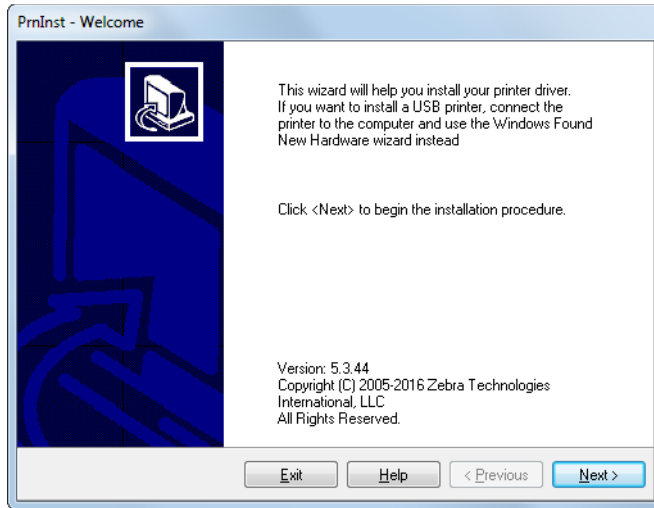 PrnInst - Welcome
This wizard will help you install your printer driver.
If you want to install a USB printer, connect the
printer to the computer and use the Windows Found
New Hardware wizard instead
Click <Next> to begin the installation procedure.
Version: 5.3.44
Copyright (C) 2005-2016 Zebra Technologies
International, LLC
All Rights Reserved.
Exit Help < Previous Next >